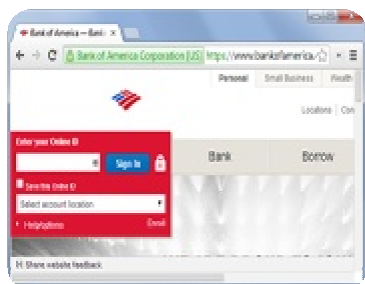 Bank of America — Bank
Bank of America Corporation [US] https://www.bankofamerica.
Personal Small Business Wealth
Locations Con
Enter your Online ID
Sign In
Bank Borrow
Save this Online ID
Select account location
Help/options Enroll
Share website feedback